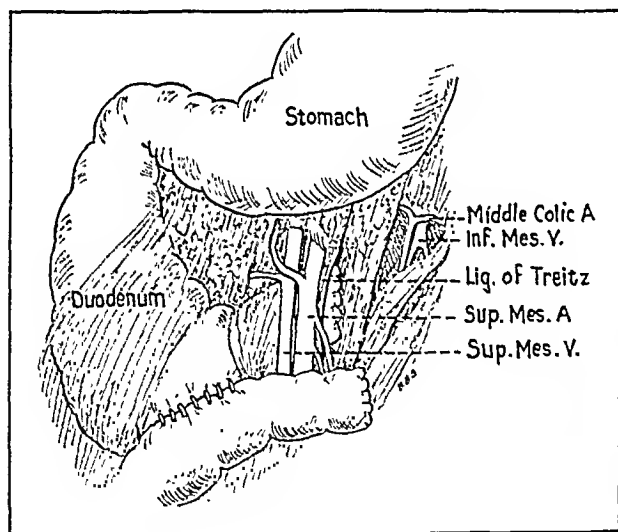 Stomach
Middle Colic A
Inf. Mes. V.
Duodenum
Lig. of Treitz
Sup. Mes. A
Sup. Mes. V.